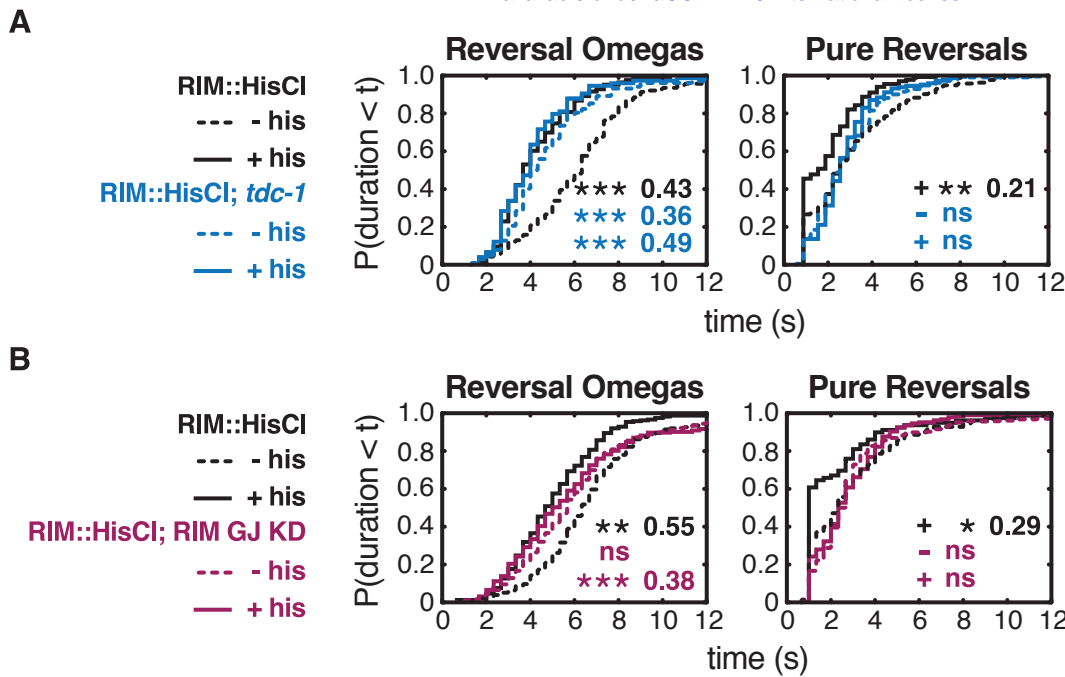 A
Reversal Omegas
Pure Reversals
RIM::HisCl
- his
+ his
RIM::HisCl; tdc-1
- his
+ his
P(duration < t)
1.0
0.8
0.6
0.4
0.2
0
0 2 4 6 8 10 12
*** 0.43
*** 0.36
*** 0.49
1.0
0.8
0.6
0.4
0.2
0
0 2 4 6 8 10 12
+ ** 0.21
- ns
+ ns
time (s)
B
Reversal Omegas
Pure Reversals
RIM::HisCl
- his
+ his
RIM::HisCl; RIM GJ KD
- his
+ his
P(duration < t)
1.0
0.8
0.6
0.4
0.2
0
0 2 4 6 8 10 12
** 0.55
ns
*** 0.38
1.0
0.8
0.6
0.4
0.2
0
0 2 4 6 8 10 12
+ * 0.29
- ns
+ ns
time (s)